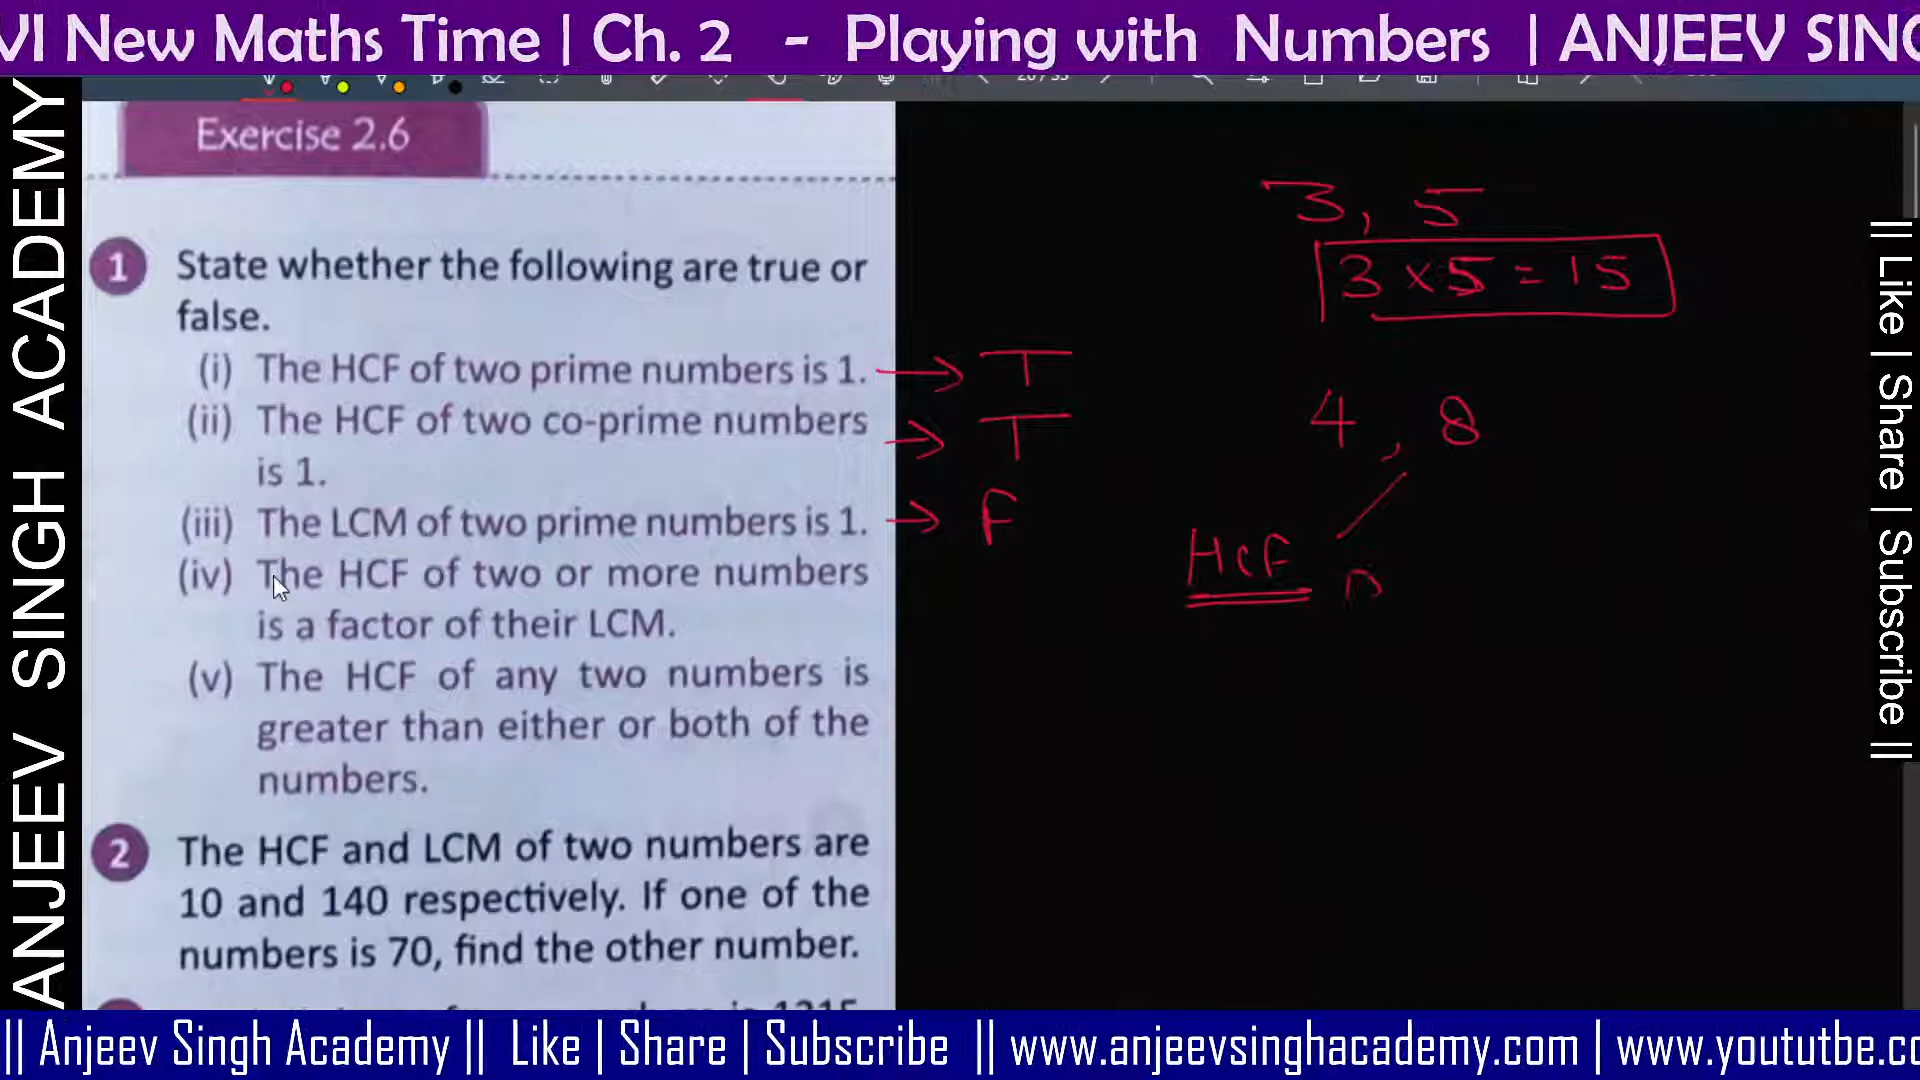 VI New Maths Time | Ch. 2 - Playing with Numbers | ANJEEV SING
ANJEEV SINGH ACADEMY
Exercise 2.6
1 State whether the following are true or
false.
(i) The HCF of two prime numbers is 1. → T
(ii) The HCF of two co-prime numbers → T
is 1.
(iii) The LCM of two prime numbers is 1. → F
(iv) The HCF of two or more numbers
is a factor of their LCM.
(v) The HCF of any two numbers is
greater than either or both of the
numbers.
2 The HCF and LCM of two numbers are
10 and 140 respectively. If one of the
numbers is 70, find the other number.
3, 5
3 × 5 = 15
4, 8
HCF
|| Like | Share | Subscribe ||
|| Anjeev Singh Academy || Like | Share | Subscribe || www.anjeevsinghacademy.com | www.yoututbe.co